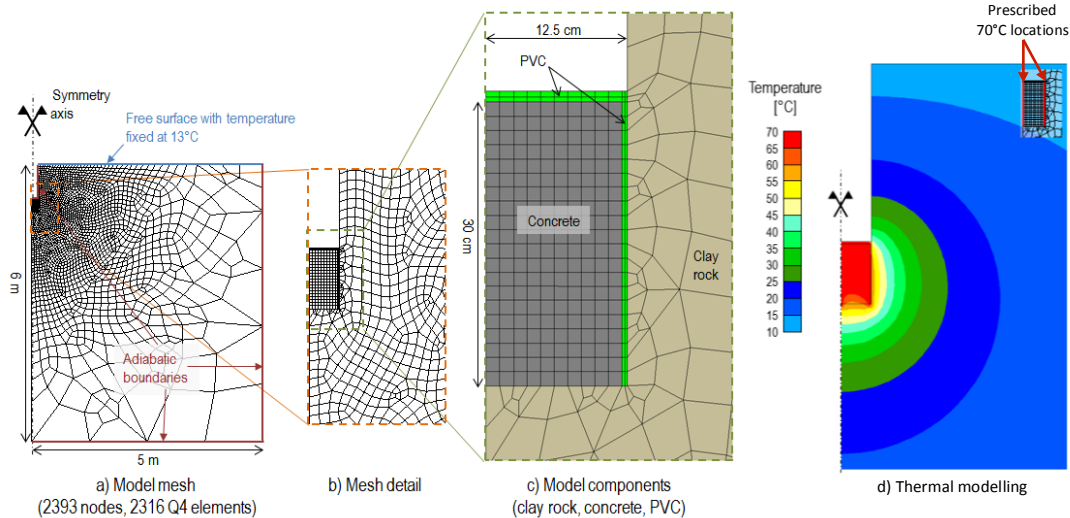 Symmetry
axis
Free surface with temperature
fixed at 13°C
6 m
Adiabatic
boundaries
5 m
a) Model mesh
(2393 nodes, 2316 Q4 elements)
b) Mesh detail
12.5 cm
PVC
30 cm
Concrete
Clay
rock
c) Model components
(clay rock, concrete, PVC)
Prescribed
70°C locations
Temperature
[°C]
70
65
60
55
50
45
40
35
30
25
20
15
10
d) Thermal modelling